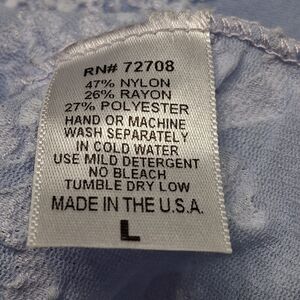 RN# 72708
47% NYLON
26% RAYON
27% POLYESTER
HAND OR MACHINE
WASH SEPARATELY
IN COLD WATER
USE MILD DETERGENT
NO BLEACH
TUMBLE DRY LOW
MADE IN THE U.S.A.
L